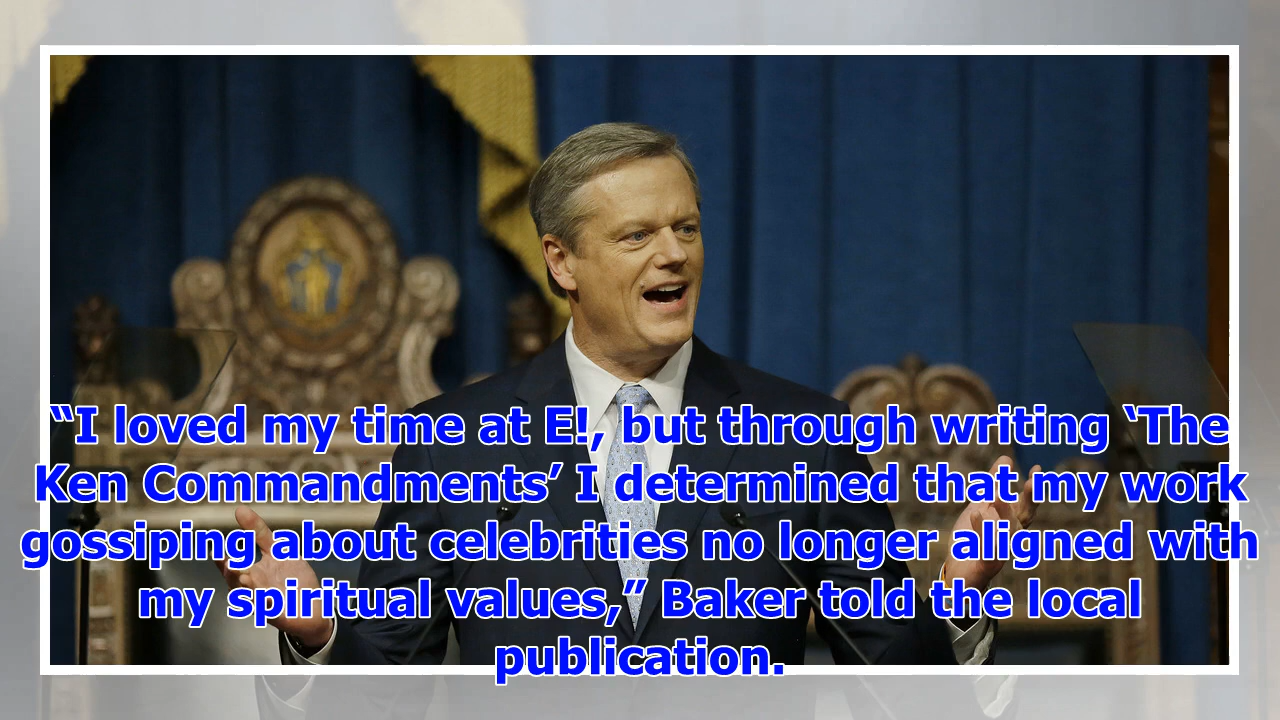 “I loved my time at E!, but through writing ‘The
Ken Commandments’ I determined that my work
gossiping about celebrities no longer aligned with
my spiritual values,” Baker told the local
publication.